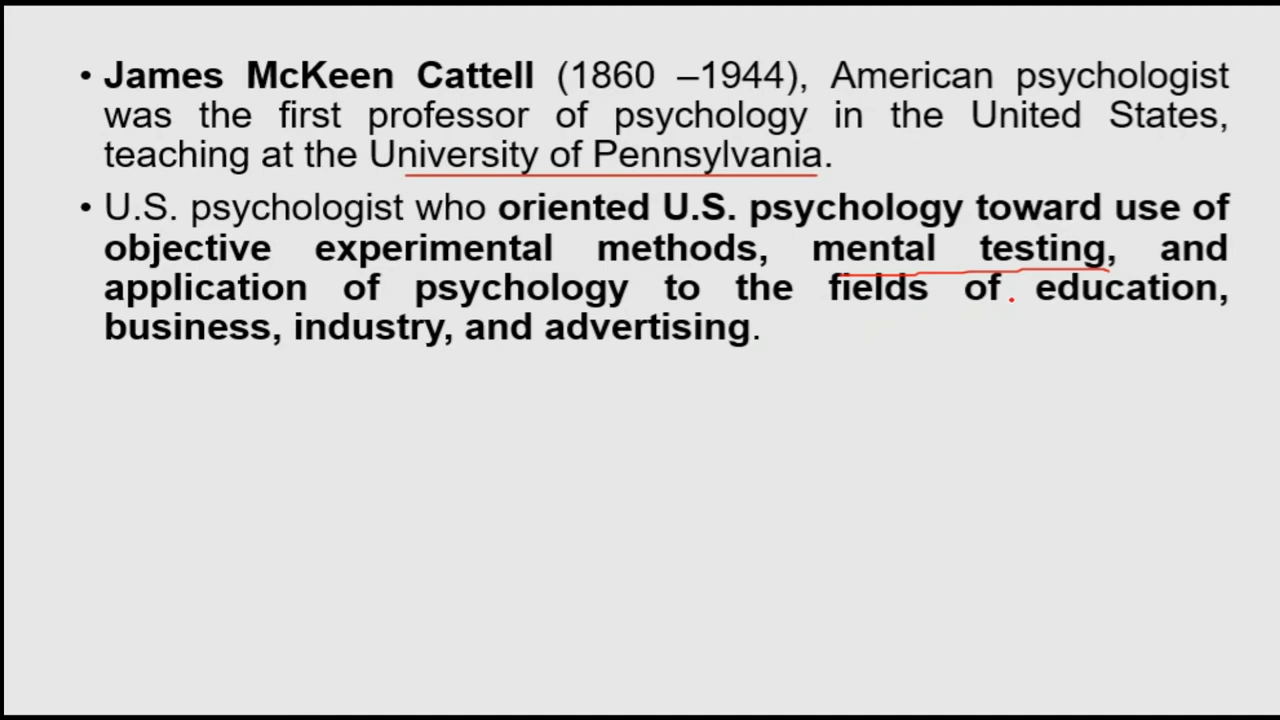 • James McKeen Cattell (1860 –1944), American psychologist
was the first professor of psychology in the United States,
teaching at the University of Pennsylvania.
• U.S. psychologist who oriented U.S. psychology toward use of
objective experimental methods, mental testing, and
application of psychology to the fields of education,
business, industry, and advertising.